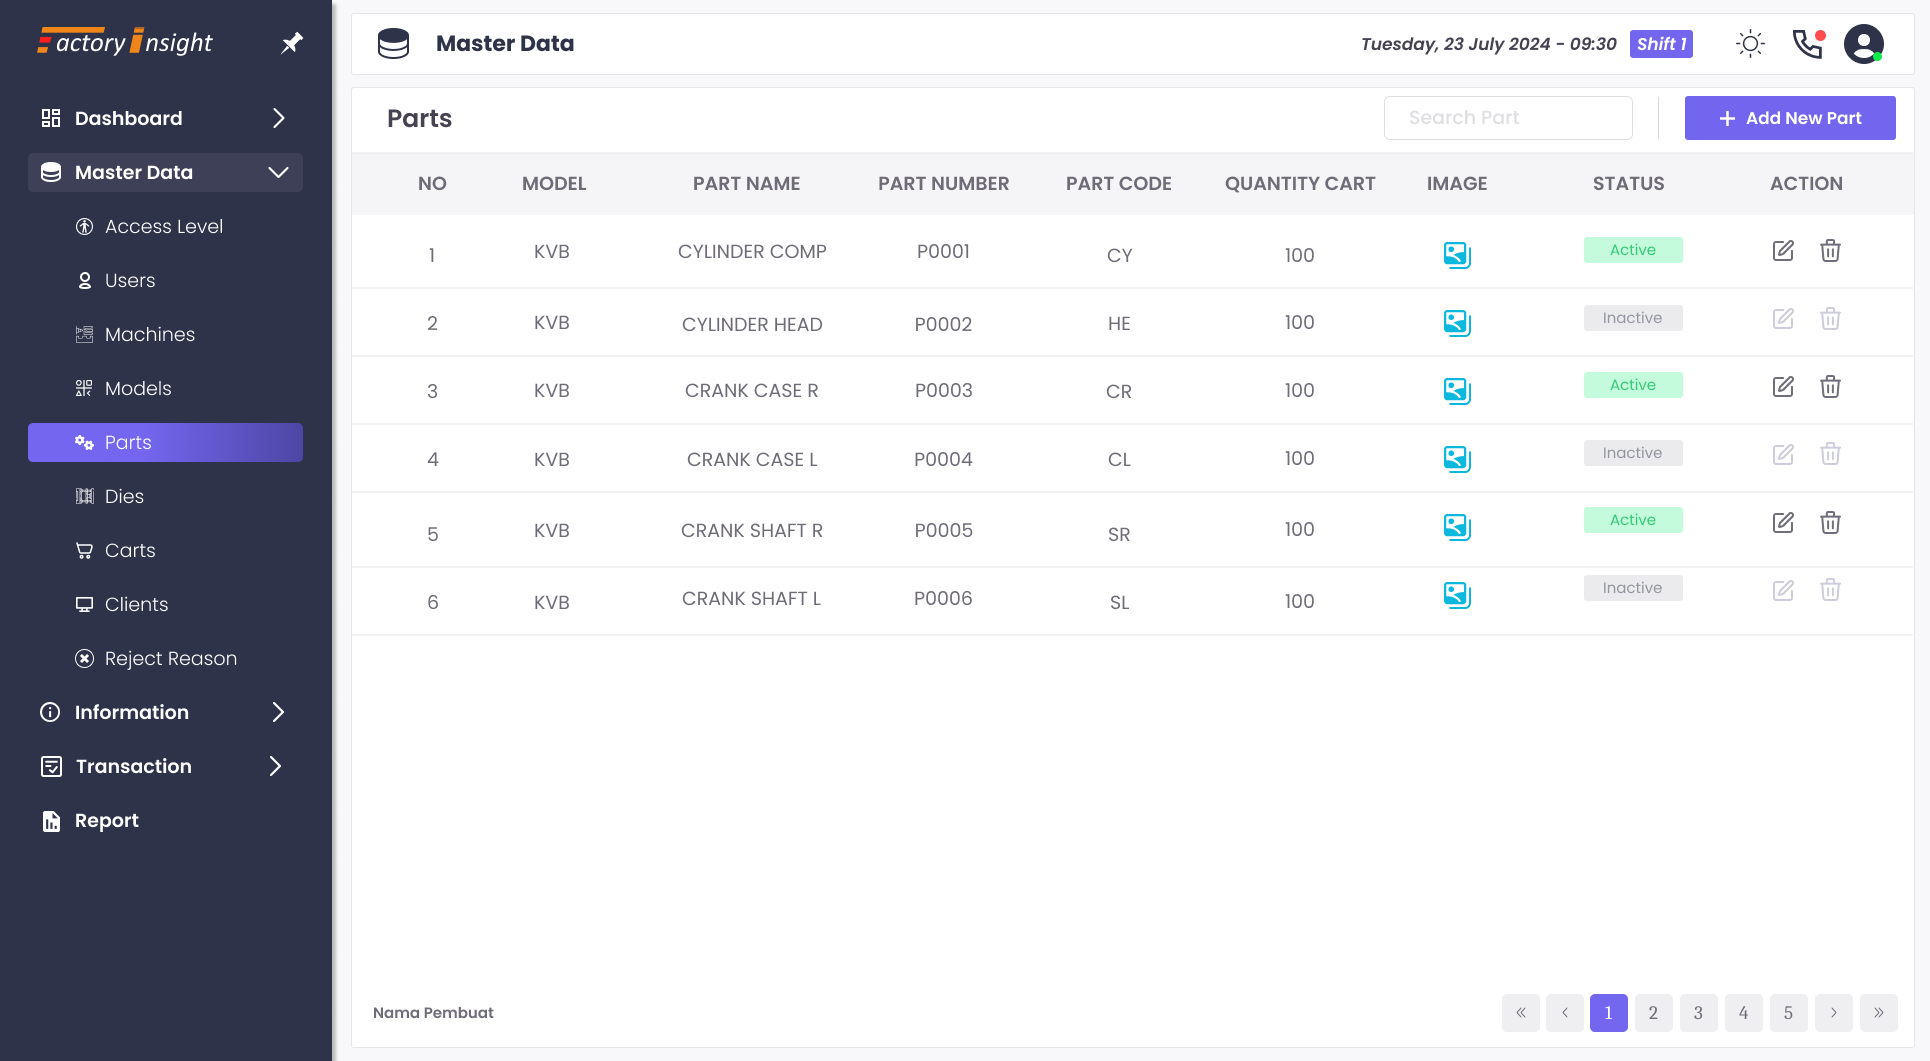 Factory Insight
Dashboard
Master Data
Access Level
Users
Machines
Models
Parts
Dies
Carts
Clients
Reject Reason
Information
Transaction
Report
Master Data
Tuesday, 23 July 2024 - 09:30 Shift 1
Parts
Search Part
Add New Part
NO MODEL PART NAME PART NUMBER PART CODE QUANTITY CART IMAGE STATUS ACTION
1 KVB CYLINDER COMP P0001 CY 100 Active
2 KVB CYLINDER HEAD P0002 HE 100 Inactive
3 KVB CRANK CASE R P0003 CR 100 Active
4 KVB CRANK CASE L P0004 CL 100 Inactive
5 KVB CRANK SHAFT R P0005 SR 100 Active
6 KVB CRANK SHAFT L P0006 SL 100 Inactive
Nama Pembuat
« ‹ 1 2 3 4 5 › »